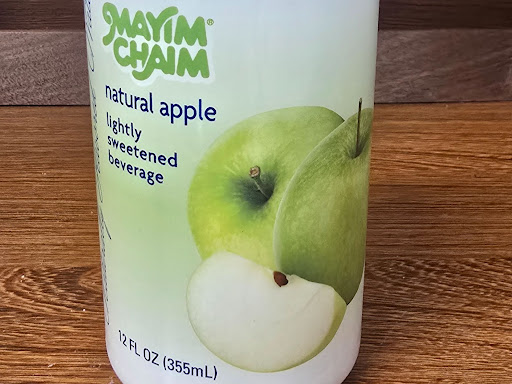 MAYIM®
CHAIM
natural apple
lightly
sweetened
beverage
12 FL OZ (355mL)